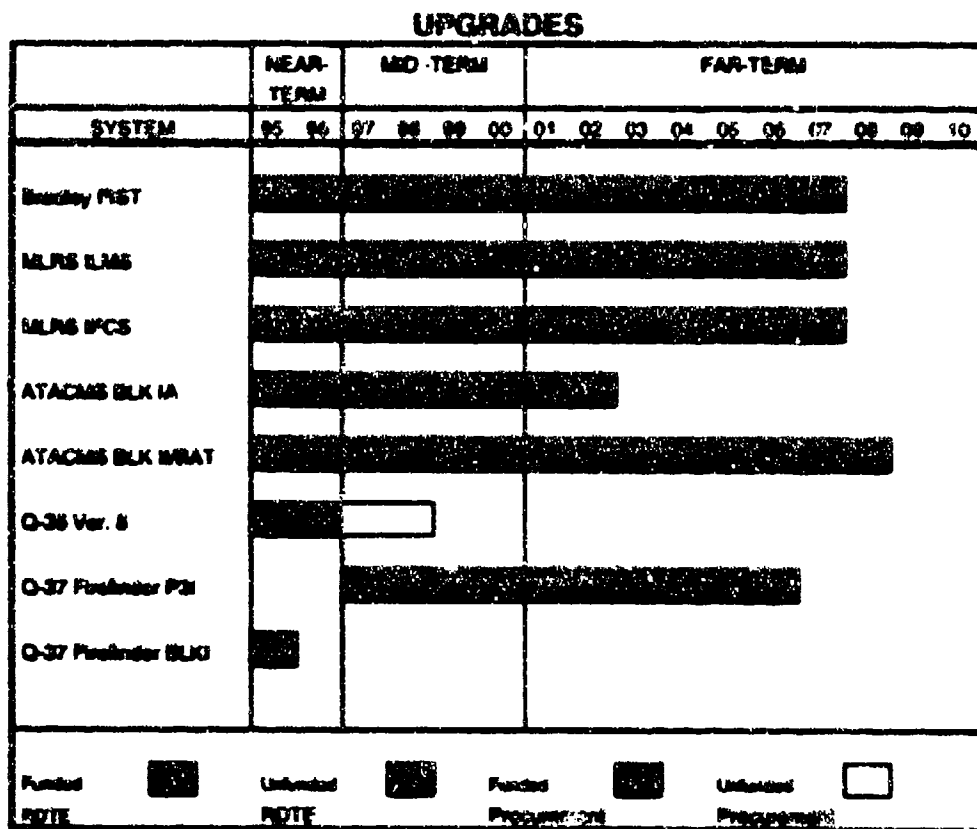 UPGRADES
NEAR-TERM MID-TERM FAR-TERM
SYSTEM 95 96 97 98 99 00 01 02 03 04 05 06 07 08 09 10
Bradley FIST
MLRS ILMS
MLRS IFCS
ATACMS BLK IA
ATACMS BLK II/BAT
Q-36 Ver. 8
Q-37 Firefinder P3I
Q-37 Firefinder BLKI
Funded Unfunded Funded Unfunded
RDTE RDTE Procurement Procurement